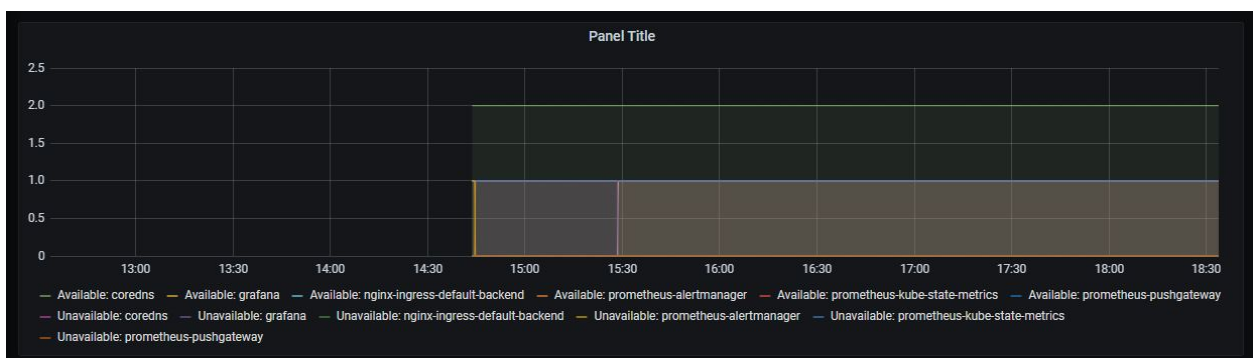 Panel Title
2.5
2.0
1.5
1.0
0.5
0
13:00 13:30 14:00 14:30 15:00 15:30 16:00 16:30 17:00 17:30 18:00 18:30
Available: coredns Available: grafana Available: nginx-ingress-default-backend Available: prometheus-alertmanager Available: prometheus-kube-state-metrics Available: prometheus-pushgateway
Unavailable: coredns Unavailable: grafana Unavailable: nginx-ingress-default-backend Unavailable: prometheus-alertmanager Unavailable: prometheus-kube-state-metrics
Unavailable: prometheus-pushgateway